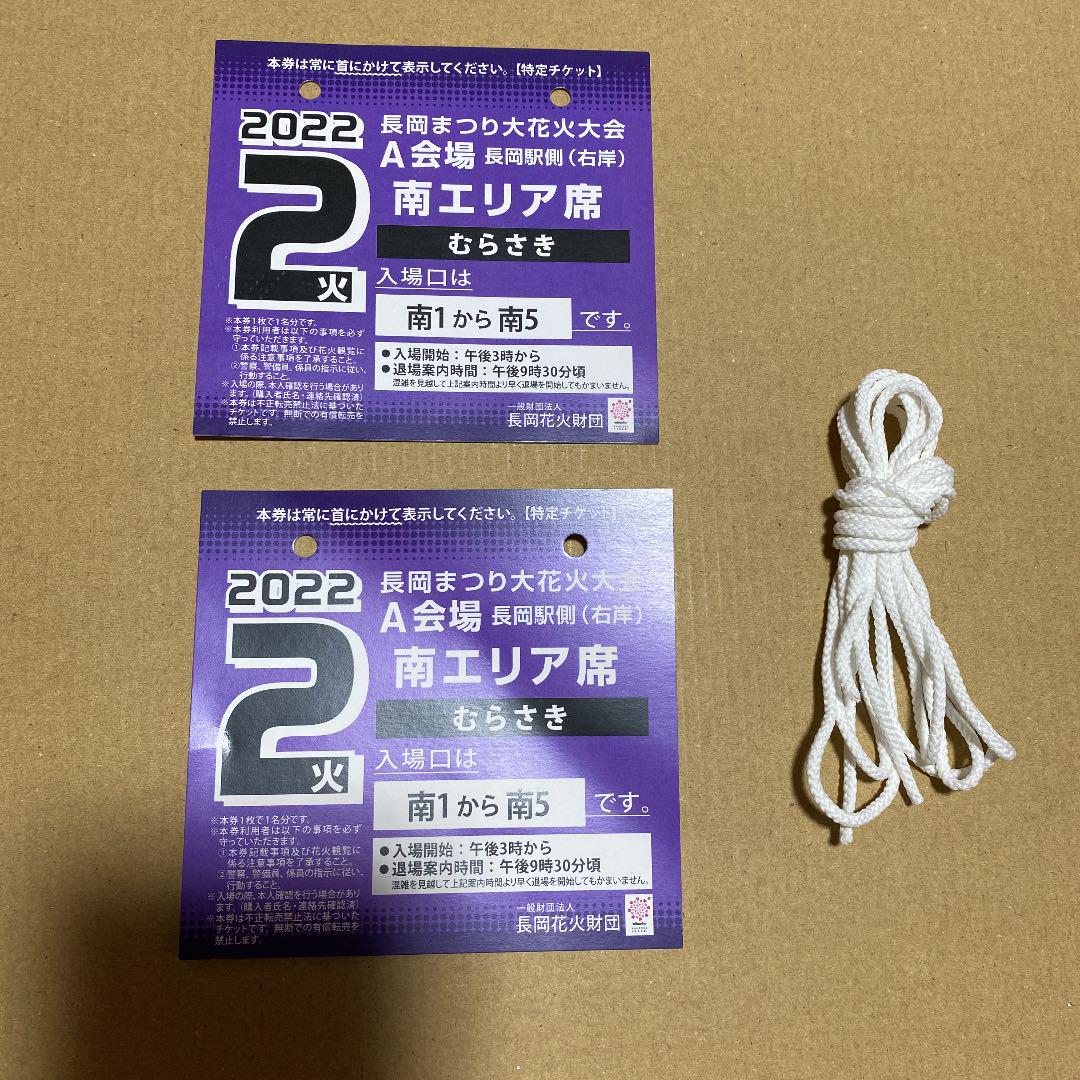 本券は常に首にかけて表示してください。【特定チケット】
2022
2
火
長岡まつり大花火大会
A会場 長岡駅側(右岸)
南エリア席
むらさき
入場口は
南1から南5 です。
●入場開始:午後3時から
●退場案内時間:午後9時30分頃
混雑を見越して上記案内時間より早く退場を開始してもかまいません。
※本券1枚で1名分です。
※本券利用者は以下の事項を必ず
守っていただきます。
①本券記載事項及び花火観覧に
係る注意事項を了承すること。
②警察、警備員、係員の指示に従い、
行動すること。
※入場の際、本人確認を行う場合があり
ます。(購入者氏名・連絡先確認済)
※本券は不正転売禁止法に基づいた
チケットです。無断での有償転売を
禁止します。
一般財団法人
長岡花火財団
本券は常に首にかけて表示してください。【特定チケット】
2022
2
火
長岡まつり大花火大会
A会場 長岡駅側(右岸)
南エリア席
むらさき
入場口は
南1から南5 です。
●入場開始:午後3時から
●退場案内時間:午後9時30分頃
混雑を見越して上記案内時間より早く退場を開始してもかまいません。
※本券1枚で1名分です。
※本券利用者は以下の事項を必ず
守っていただきます。
①本券記載事項及び花火観覧に
係る注意事項を了承すること。
②警察、警備員、係員の指示に従い、
行動すること。
※入場の際、本人確認を行う場合があり
ます。(購入者氏名・連絡先確認済)
※本券は不正転売禁止法に基づいた
チケットです。無断での有償転売を
禁止します。
一般財団法人
長岡花火財団